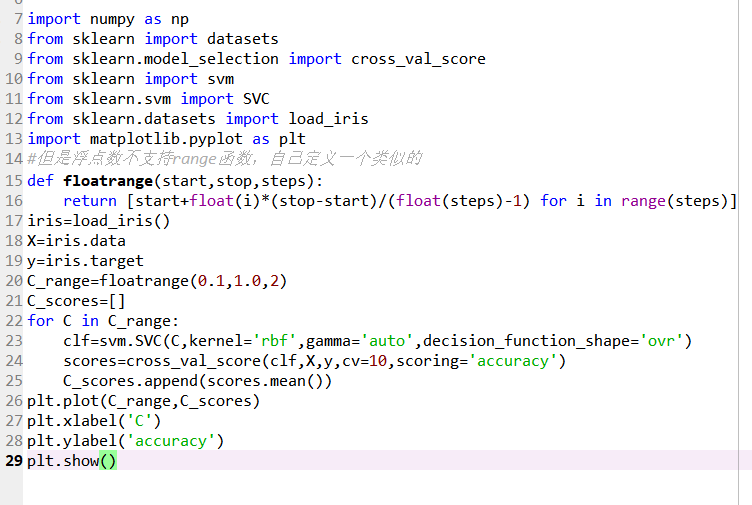 7 import numpy as np
8 from sklearn import datasets
9 from sklearn.model_selection import cross_val_score
10 from sklearn import svm
11 from sklearn.svm import SVC
12 from sklearn.datasets import load_iris
13 import matplotlib.pyplot as plt
14 #但是浮点数不支持range函数，自己定义一个类似的
15 def floatrange(start,stop,steps):
16     return [start+float(i)*(stop-start)/(float(steps)-1) for i in range(steps)]
17 iris=load_iris()
18 X=iris.data
19 y=iris.target
20 C_range=floatrange(0.1,1.0,2)
21 C_scores=[]
22 for C in C_range:
23     clf=svm.SVC(C,kernel='rbf',gamma='auto',decision_function_shape='ovr')
24     scores=cross_val_score(clf,X,y,cv=10,scoring='accuracy')
25     C_scores.append(scores.mean())
26 plt.plot(C_range,C_scores)
27 plt.xlabel('C')
28 plt.ylabel('accuracy')
29 plt.show()